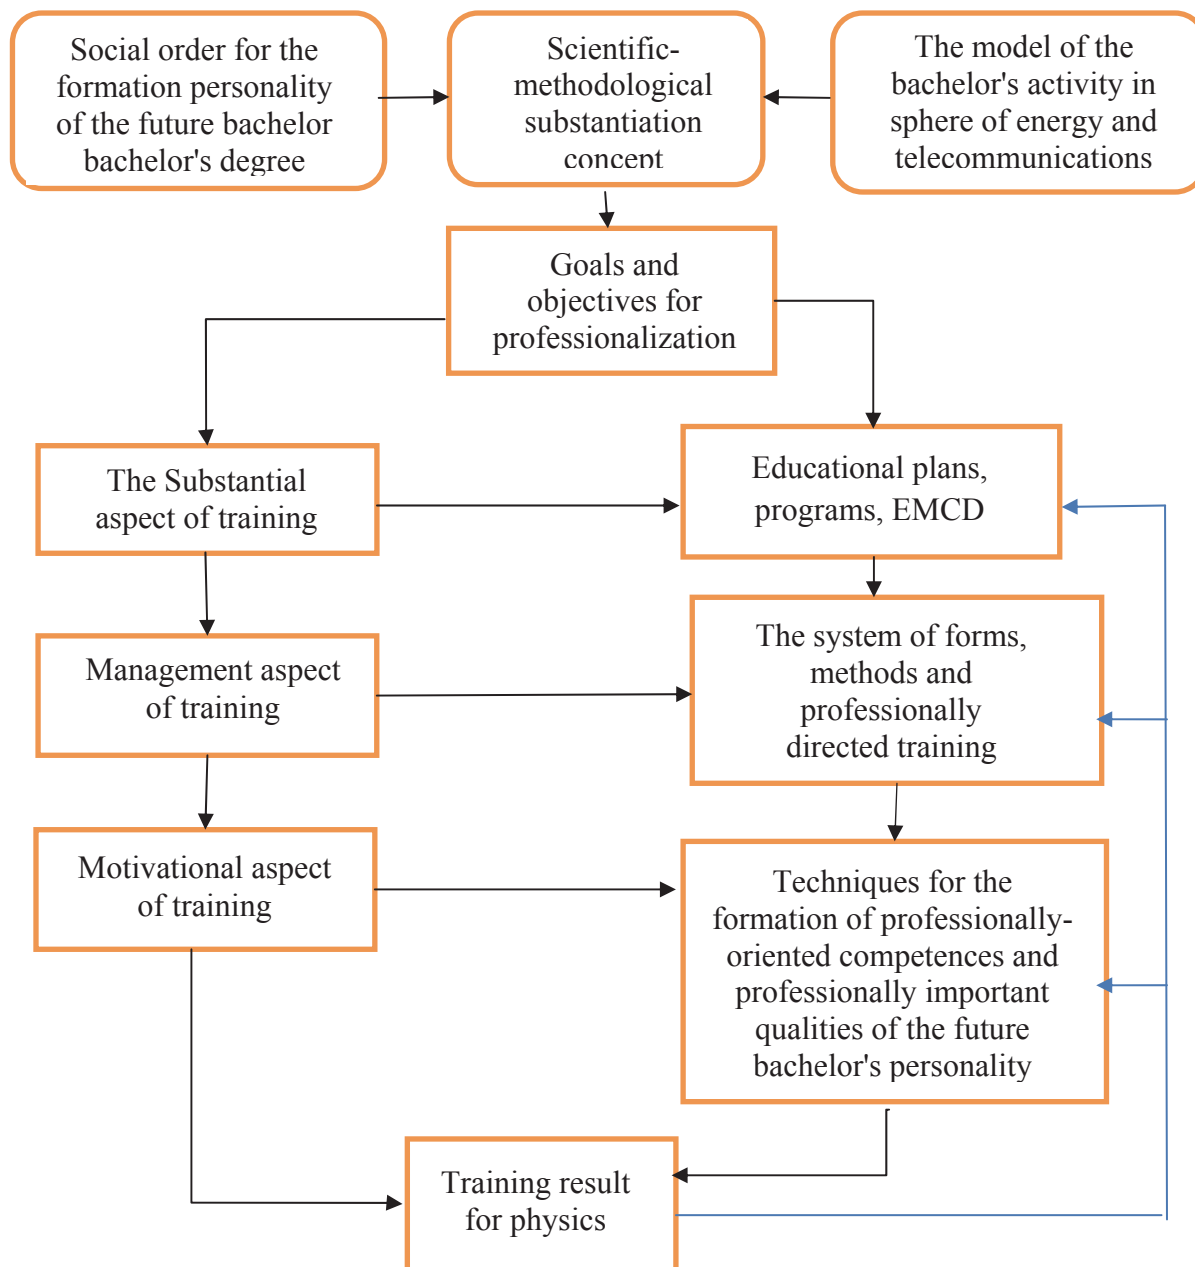 Social order for the
formation personality
of the future bachelor
bachelor's degree
Scientific-
methodological
substantiation
concept
The model of the
bachelor's activity in
sphere of energy and
telecommunications
Goals and
objectives for
professionalization
The Substantial
aspect of training
Educational plans,
programs, EMCD
Management aspect
of training
The system of forms,
methods and
professionally
directed training
Motivational aspect
of training
Techniques for the
formation of professionally-
oriented competences and
professionally important
qualities of the future
bachelor's personality
Training result
for physics